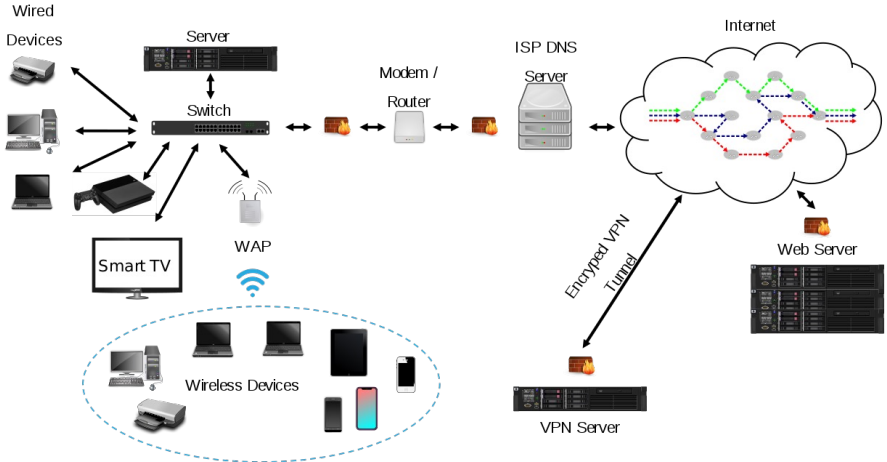 Wired
Devices
Server
Switch
Modem /
Router
ISP DNS
Server
Internet
WAP
Smart TV
Wireless Devices
Encryped VPN
Tunnel
Web Server
VPN Server